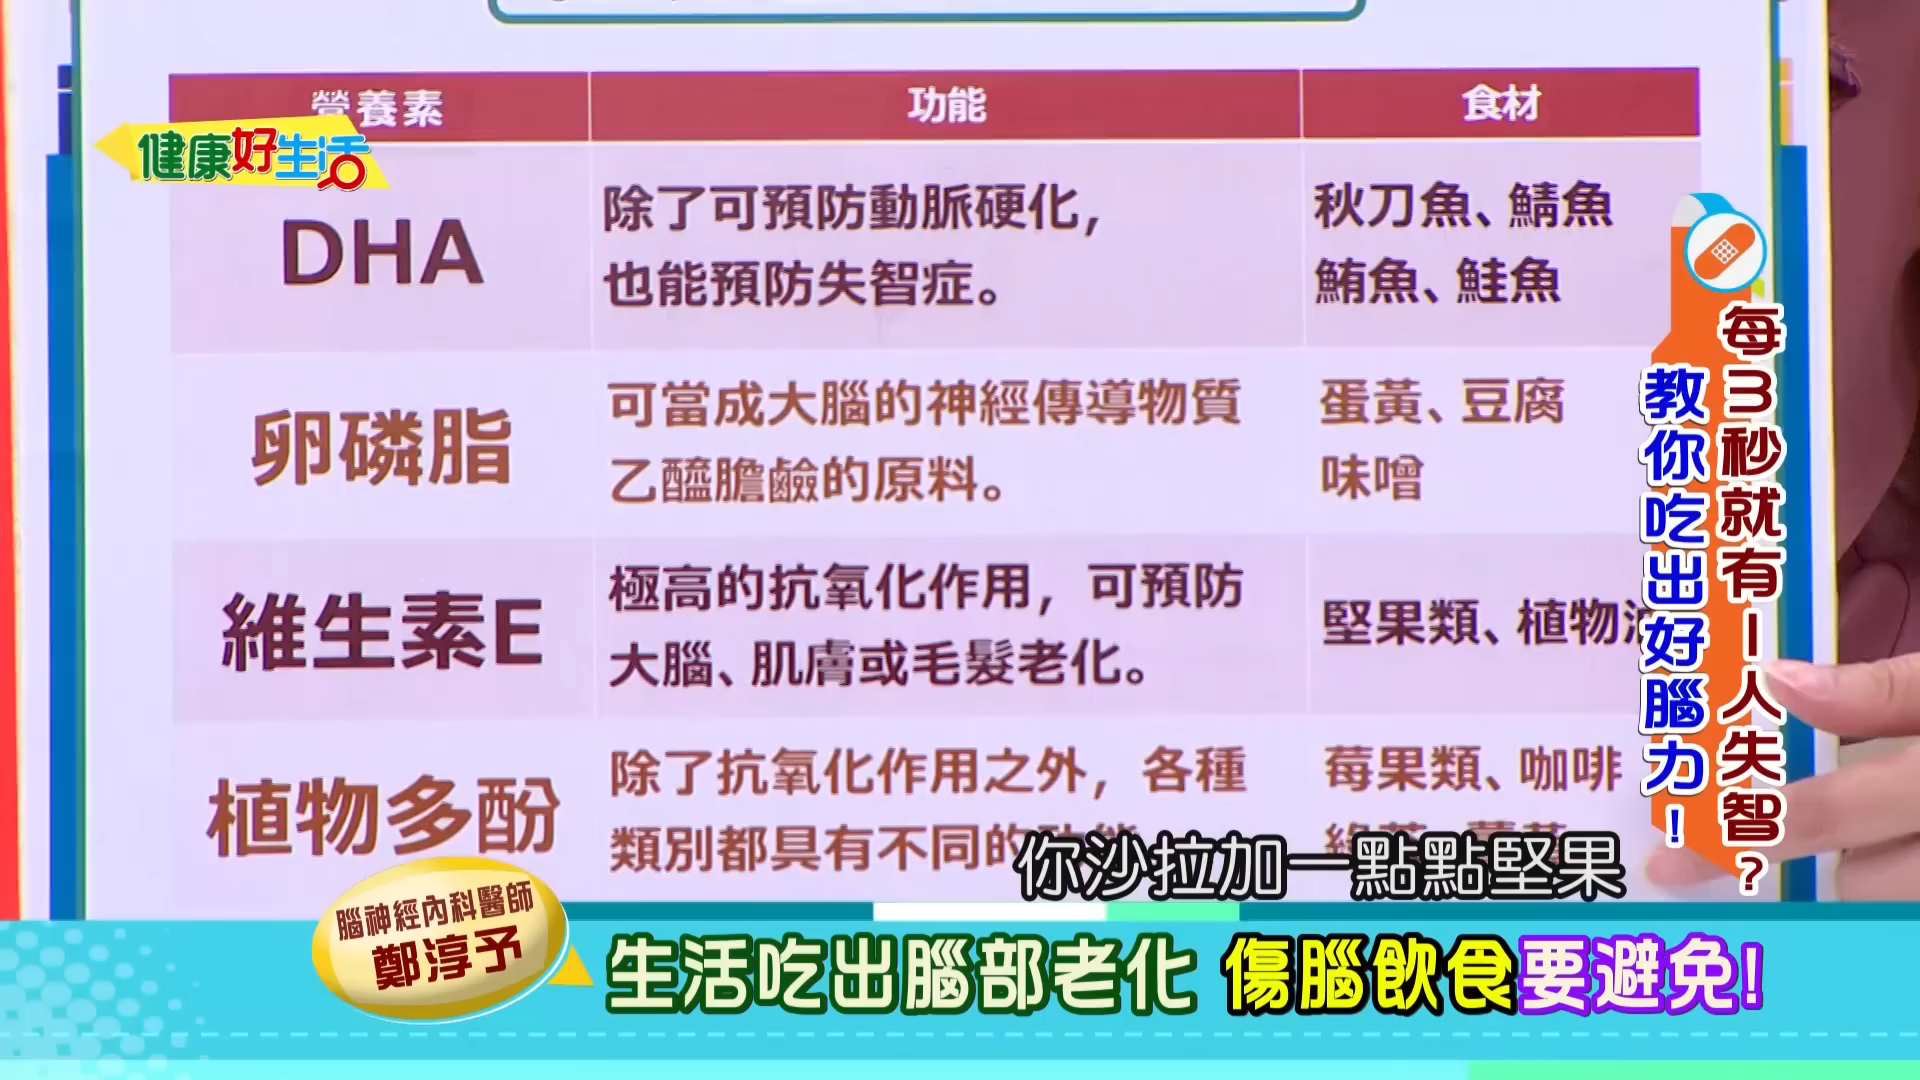 營養素
功能
食材
健康好生活
DHA
除了可預防動脈硬化,
也能預防失智症。
秋刀魚、鯖魚
鮪魚、鮭魚
卵磷脂
可當成大腦的神經傳導物質
乙醯膽鹼的原料。
蛋黃、豆腐
味噌
維生素E
極高的抗氧化作用，可預防
大腦、肌膚或毛髮老化。
堅果類、植物油
植物多酚
除了抗氧化作用之外，各種
類別都具有不同的
莓果類、咖啡
每3秒就有1人失智?
教你吃出好腦力!
你沙拉加一點點堅果
腦神經內科醫師
鄭淳予
生活吃出腦部老化 傷腦飲食要避免!